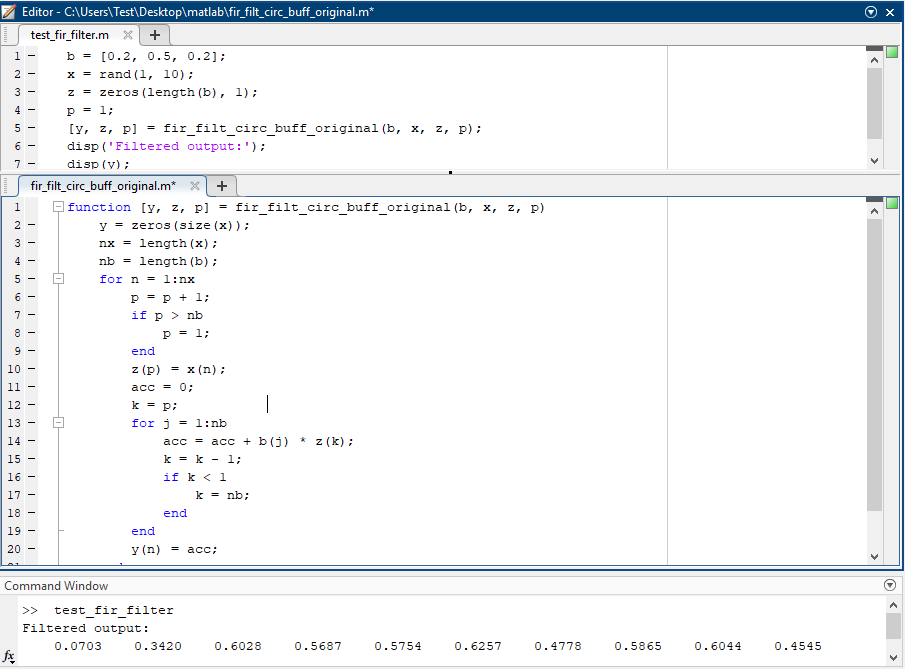 Editor - C:\Users\Test\Desktop\matlab\fir_filt_circ_buff_original.m*
test_fir_filter.m × +
1 – b = [0.2, 0.5, 0.2];
2 – x = rand(1, 10);
3 – z = zeros(length(b), 1);
4 – p = 1;
5 – [y, z, p] = fir_filt_circ_buff_original(b, x, z, p);
6 – disp('Filtered output:');
7 – disp(y);
fir_filt_circ_buff_original.m* × +
1 function [y, z, p] = fir_filt_circ_buff_original(b, x, z, p)
2 – y = zeros(size(x));
3 – nx = length(x);
4 – nb = length(b);
5 – for n = 1:nx
6 – p = p + 1;
7 – if p > nb
8 – p = 1;
9 – end
10 – z(p) = x(n);
11 – acc = 0;
12 – k = p;
13 – for j = 1:nb
14 – acc = acc + b(j) * z(k);
15 – k = k - 1;
16 – if k < 1
17 – k = nb;
18 – end
19 – end
20 – y(n) = acc;
Command Window
>> test_fir_filter
Filtered output:
0.0703 0.3420 0.6028 0.5687 0.5754 0.6257 0.4778 0.5865 0.6044 0.4545
fx